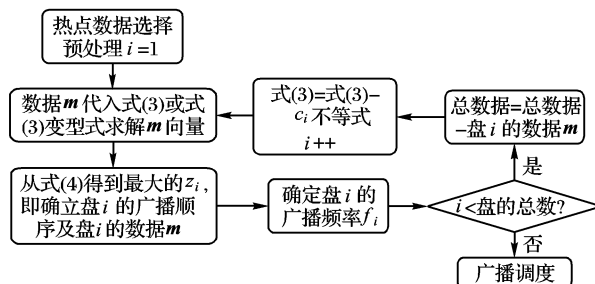 热点数据选择
预处理 i=1
数据m代入式(3)或式
(3)变型式求解m向量
从式(4)得到最大的zᵢ,
即确立盘i的广播顺
序及盘i的数据m
式(3)=式(3)-
cᵢ不等式
i++
确定盘i的
广播频率fᵢ
总数据=总数据
-盘i的数据m
是
i<盘的总数?
否
广播调度